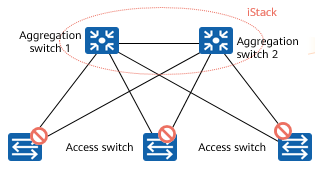 iStack
Aggregation
switch 1
Aggregation
switch 2
Access switch
Access switch